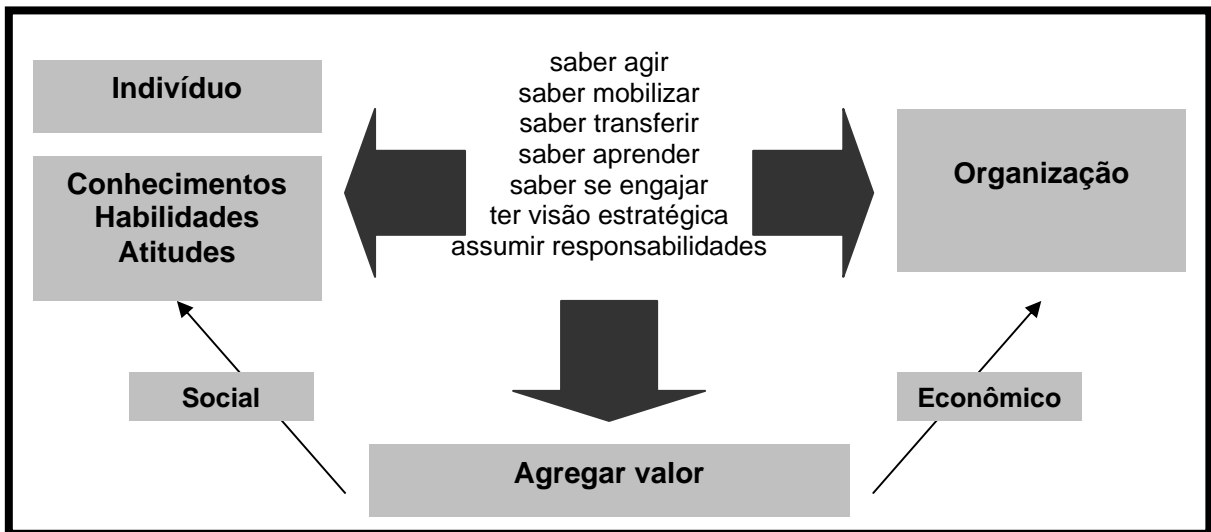 Indivíduo
Conhecimentos
Habilidades
Atitudes
saber agir
saber mobilizar
saber transferir
saber aprender
saber se engajar
ter visão estratégica
assumir responsabilidades
Organização
Social
Econômico
Agregar valor